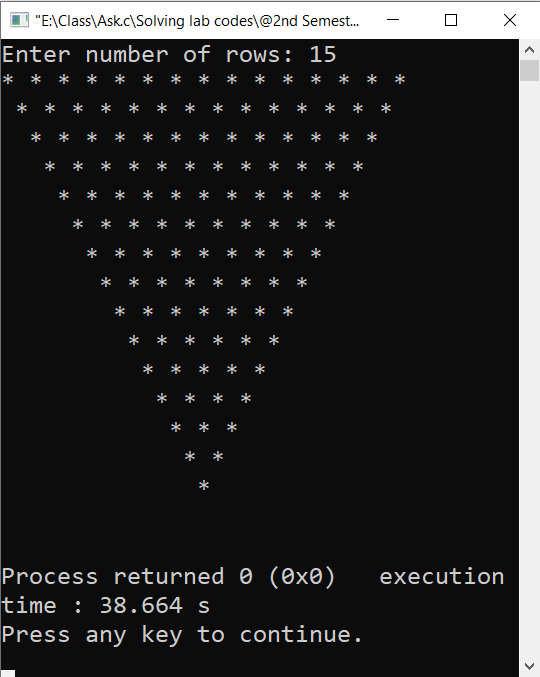 "E:\Class\Ask.c\Solving lab codes\@2nd Semest...
Enter number of rows: 15
* * * * * * * * * * * * * * *
 * * * * * * * * * * * * * *
  * * * * * * * * * * * * *
   * * * * * * * * * * * *
    * * * * * * * * * * *
     * * * * * * * * * *
      * * * * * * * * *
       * * * * * * * *
        * * * * * * *
         * * * * * *
          * * * * *
           * * * *
            * * *
             * *
              *
Process returned 0 (0x0)   execution
time : 38.664 s
Press any key to continue.